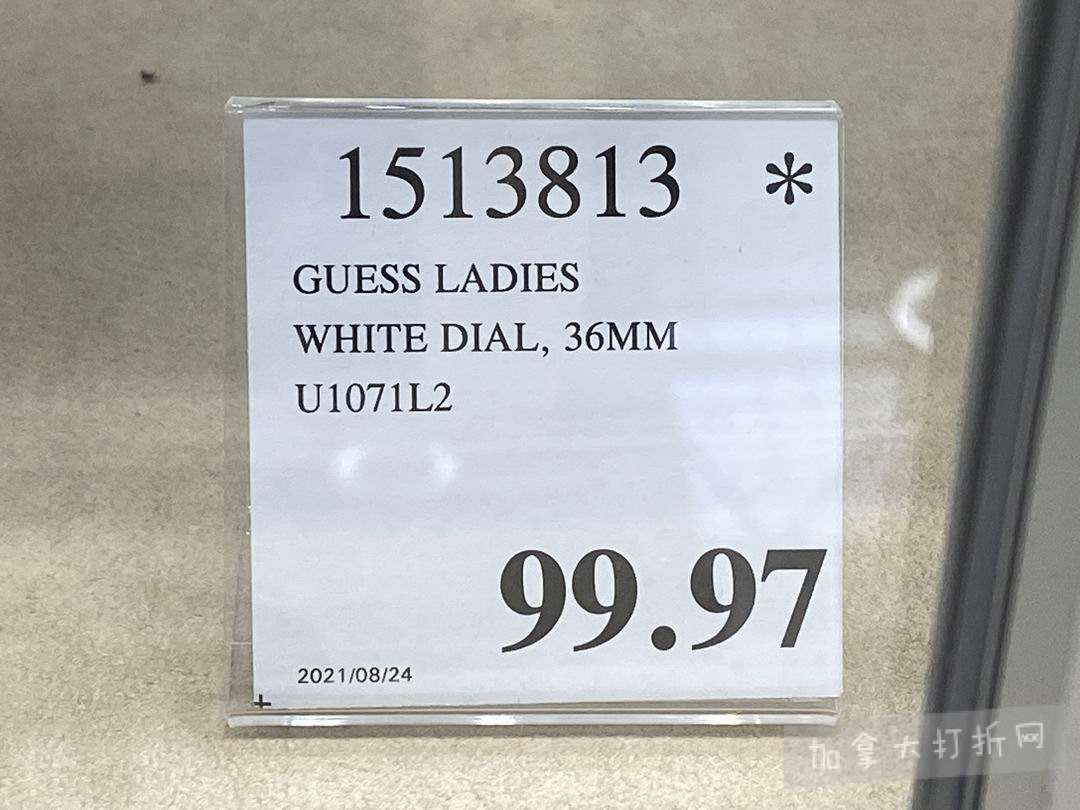 1513813 *
GUESS LADIES
WHITE DIAL, 36MM
U1071L2
99.97
2021/08/24
+
加拿大打折网